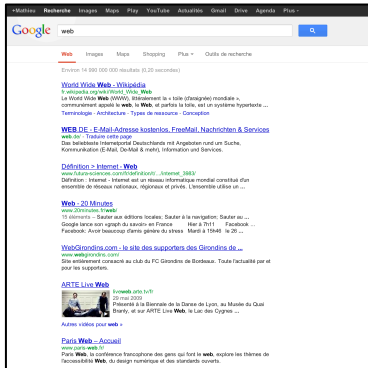 +Mathieu Recherche Images Maps Play YouTube Actualités Gmail Drive Agenda Plus
Google web
Web Images Maps Shopping Plus Outils de recherche
Environ 14 960 000 000 résultats (0,20 secondes)
World Wide Web - Wikipédia
fr.wikipedia.org/wiki/World_Wide_Web
Le World Wide Web (WWW), littéralement la « toile (d'araignée) mondiale »,
communément appelé le web, le Web, et parfois la toile, est un système hypertexte ...
Terminologie - Architecture - Types de ressource - Conception
WEB.DE - E-Mail-Adresse kostenlos, FreeMail, Nachrichten & Services
web.de/ - Traduire cette page
Das beliebteste Internetportal Deutschlands mit Angeboten rund um Suche,
Kommunikation (E-Mail, De-Mail & mehr), Information und Services.
Définition > Internet - Web
www.futura-sciences.com/fr/definition/t/.../internet_3983/
Définition : Internet - Internet est un réseau informatique mondial constitué d'un
ensemble de réseaux nationaux, régionaux et privés. L'ensemble utilise un ...
Web - 20 Minutes
www.20minutes.fr/web/
15 éléments – Sauter aux éditions locales; Sauter à la navigation; Sauter au ...
Google lance son «graph du savoir» en France Hier à 7h11 Facebook ...
Facebook: Avoir beaucoup d'amis génère du stress Mardi à 15h46 le 26 ...
WebGirondins.com - le site des supporters des Girondins de ...
www.webgirondins.com/
Site entièrement consacré au club du FC Girondins de Bordeaux. Toute l'actualité par et
pour les supporters.
ARTE Live Web
liveweb.arte.tv/fr
29 mai 2009
Présenté à la Biennale de la Danse de Lyon, au Musée du Quai
Branly, et sur ARTE Live Web, le Lac des Cygnes ...
Autres vidéos pour web »
Paris Web – Accueil
www.paris-web.fr/
Paris Web, la conférence francophone des gens qui font le web, explore les thèmes de
l'accessibilité Web, du design numérique et des standards ouverts.